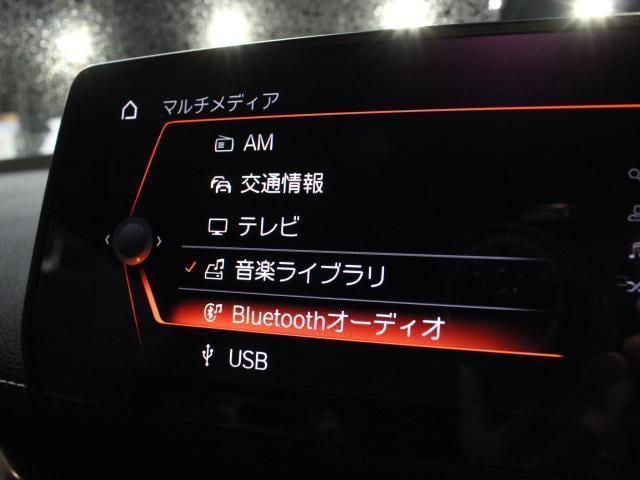 マルチメディア
AM
交通情報
テレビ
音楽ライブラリ
Bluetoothオーディオ
USB